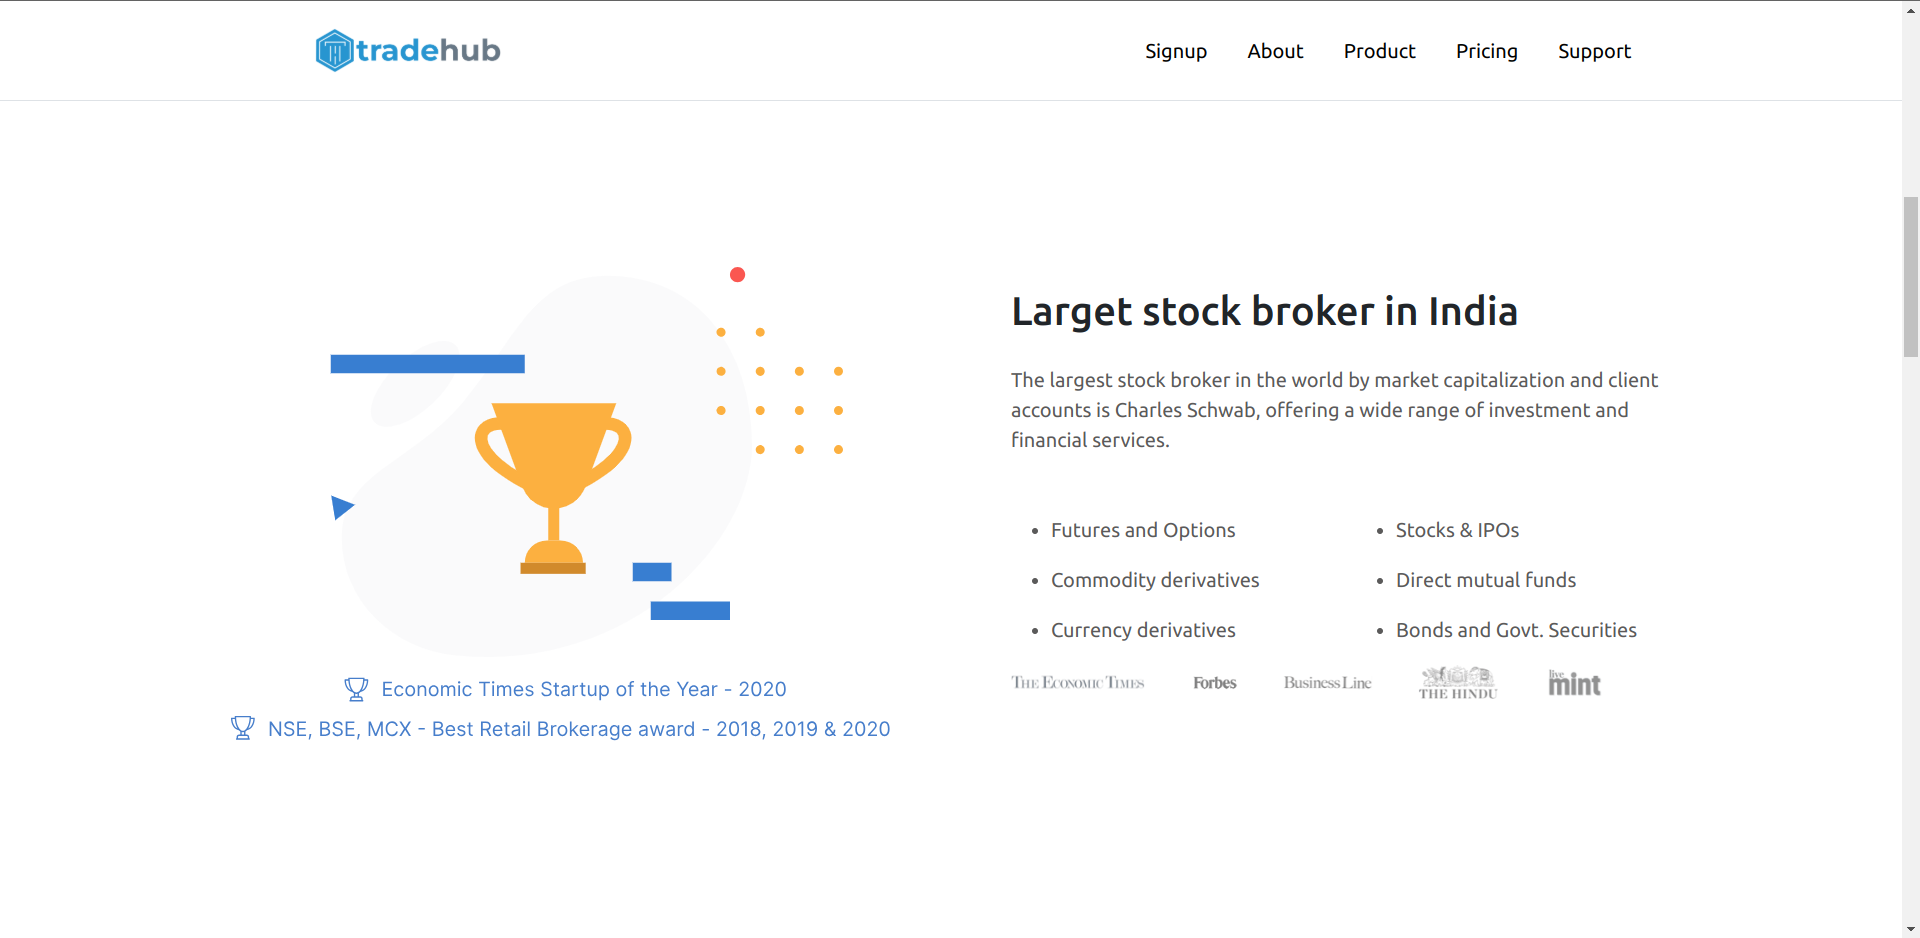 tradehub
Signup About Product Pricing Support
Larget stock broker in India
The largest stock broker in the world by market capitalization and client
accounts is Charles Schwab, offering a wide range of investment and
financial services.
Futures and Options
Commodity derivatives
Currency derivatives
Stocks & IPOs
Direct mutual funds
Bonds and Govt. Securities
THE ECONOMIC TIMES Forbes Business Line THE HINDU live mint
Economic Times Startup of the Year - 2020
NSE, BSE, MCX - Best Retail Brokerage award - 2018, 2019 & 2020